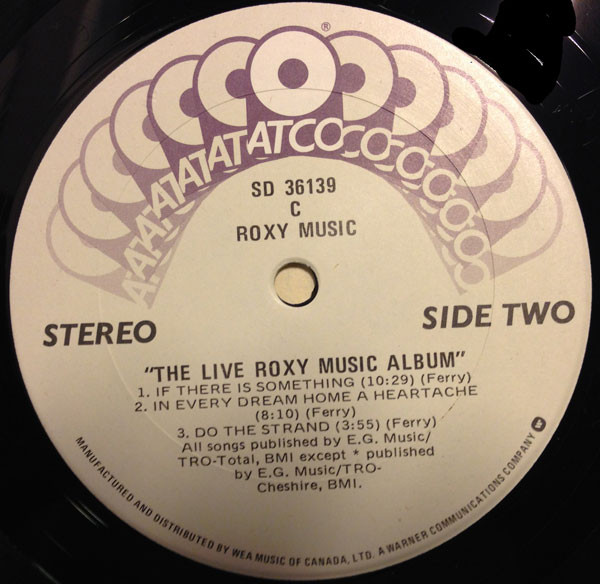 ATATATATATATCOCOCOCOCOCO
®
SD 36139
C
ROXY MUSIC
STEREO
SIDE TWO
"THE LIVE ROXY MUSIC ALBUM"
1. IF THERE IS SOMETHING (10:29) (Ferry)
2. IN EVERY DREAM HOME A HEARTACHE
(8:10) (Ferry)
3. DO THE STRAND (3:55) (Ferry)
All songs published by E.G. Music/
TRO-Total, BMI except * published
by E.G. Music/TRO-
Cheshire, BMI.
MANUFACTURED AND DISTRIBUTED BY WEA MUSIC OF CANADA, LTD. A WARNER COMMUNICATIONS COMPANY